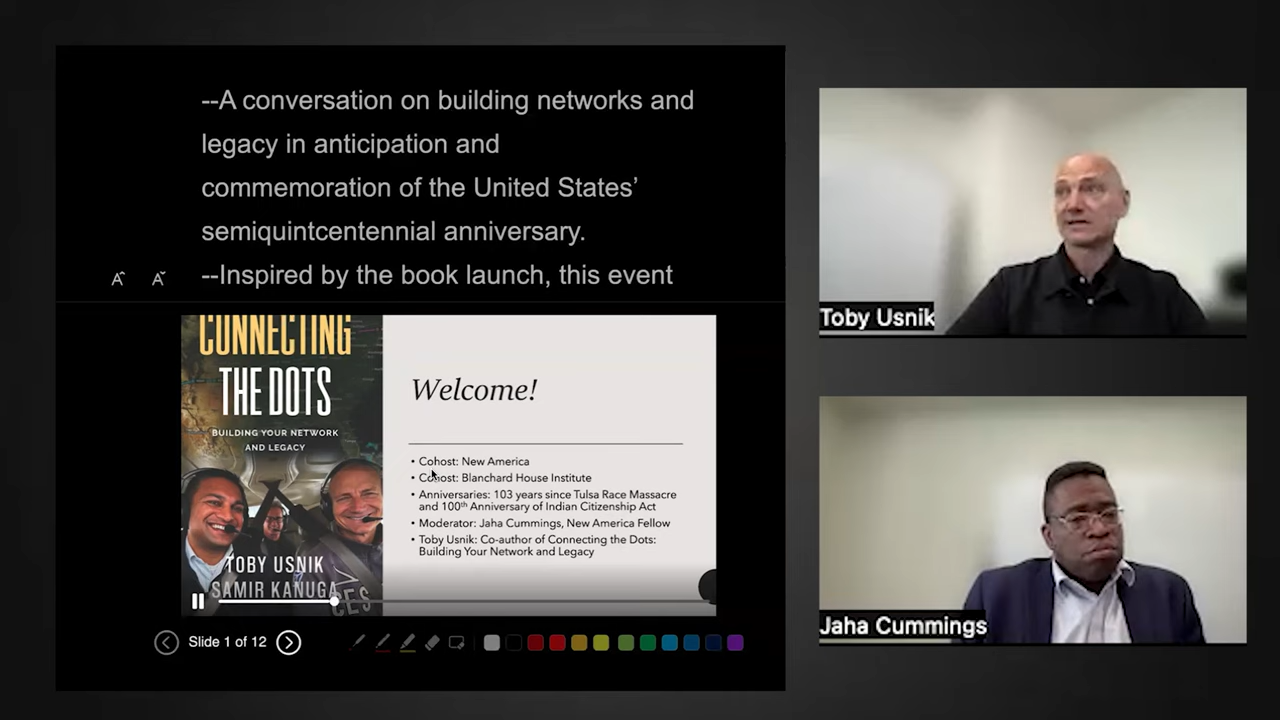 --A conversation on building networks and
legacy in anticipation and
commemoration of the United States’
semiquintcentennial anniversary.
--Inspired by the book launch, this event
CONNECTING
THE DOTS
BUILDING YOUR NETWORK
AND LEGACY
TOBY USNIK
SAMIR KANUGA
CES
Welcome!
• Cohost: New America
• Cohost: Blanchard House Institute
• Anniversaries: 103 years since Tulsa Race Massacre
and 100th Anniversary of Indian Citizenship Act
• Moderator: Jaha Cummings, New America Fellow
• Toby Usnik: Co-author of Connecting the Dots:
Building Your Network and Legacy
Slide 1 of 12
Toby Usnik
Jaha Cummings